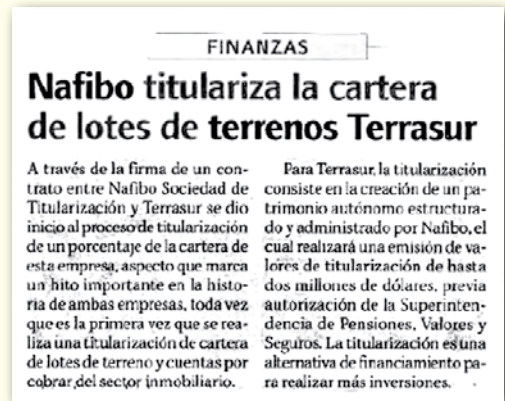 FINANZAS
Nafibo titulariza la cartera
de lotes de terrenos Terrasur
A través de la firma de un con-
trato entre Nafibo Sociedad de
Titularización y Terrasur se dio
inicio al proceso de titularización
de un porcentaje de la cartera de
esta empresa, aspecto que marca
un hito importante en la histo-
ria de ambas empresas, toda vez
que es la primera vez que se rea-
liza una titularización de cartera
de lotes de terreno y cuentas por
cobrar del sector inmobiliario.
Para Terrasur, la titularización
consiste en la creación de un pa-
trimonio autónomo estructura-
do y administrado por Nafibo, el
cual realizará una emisión de va-
lores de titularización de hasta
dos millones de dólares, previa
autorización de la Superinten-
dencia de Pensiones, Valores y
Seguros. La titularización es una
alternativa de financiamiento pa-
ra realizar más inversiones.